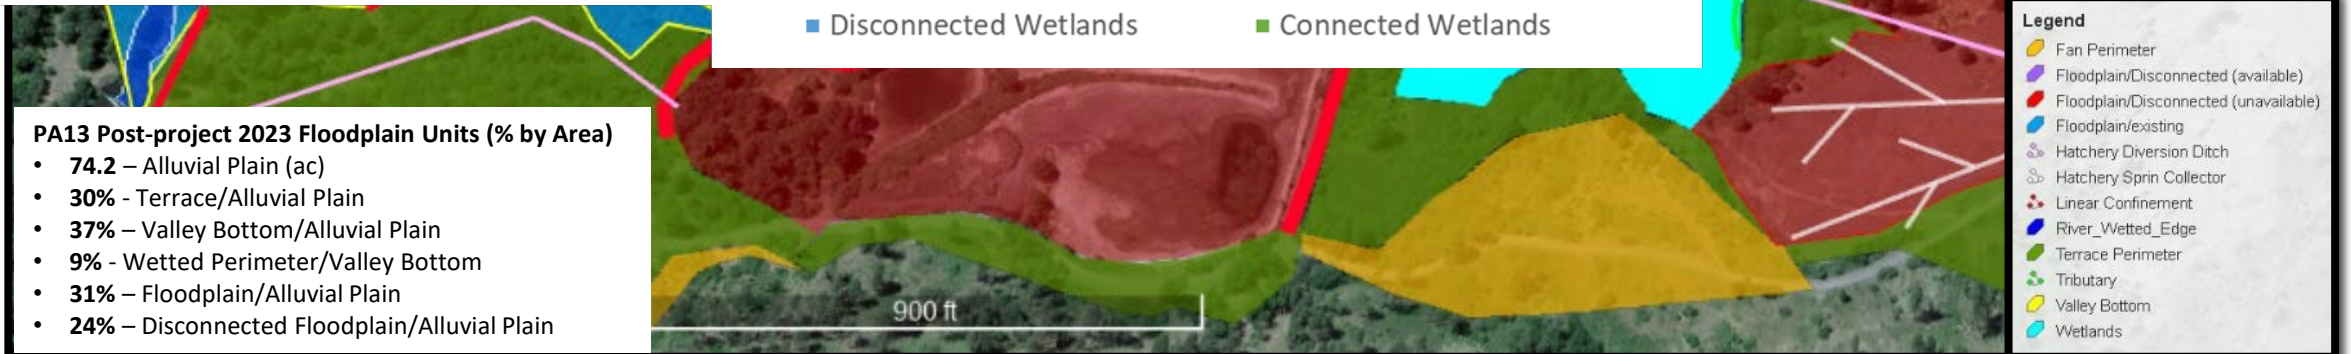 Disconnected Wetlands
Connected Wetlands
PA13 Post-project 2023 Floodplain Units (% by Area)
• 74.2 – Alluvial Plain (ac)
• 30% - Terrace/Alluvial Plain
• 37% – Valley Bottom/Alluvial Plain
• 9% - Wetted Perimeter/Valley Bottom
• 31% – Floodplain/Alluvial Plain
• 24% – Disconnected Floodplain/Alluvial Plain
900 ft
Legend
Fan Perimeter
Floodplain/Disconnected (available)
Floodplain/Disconnected (unavailable)
Floodplain/existing
Hatchery Diversion Ditch
Hatchery Sprin Collector
Linear Confinement
River_Wetted_Edge
Terrace Perimeter
Tributary
Valley Bottom
Wetlands